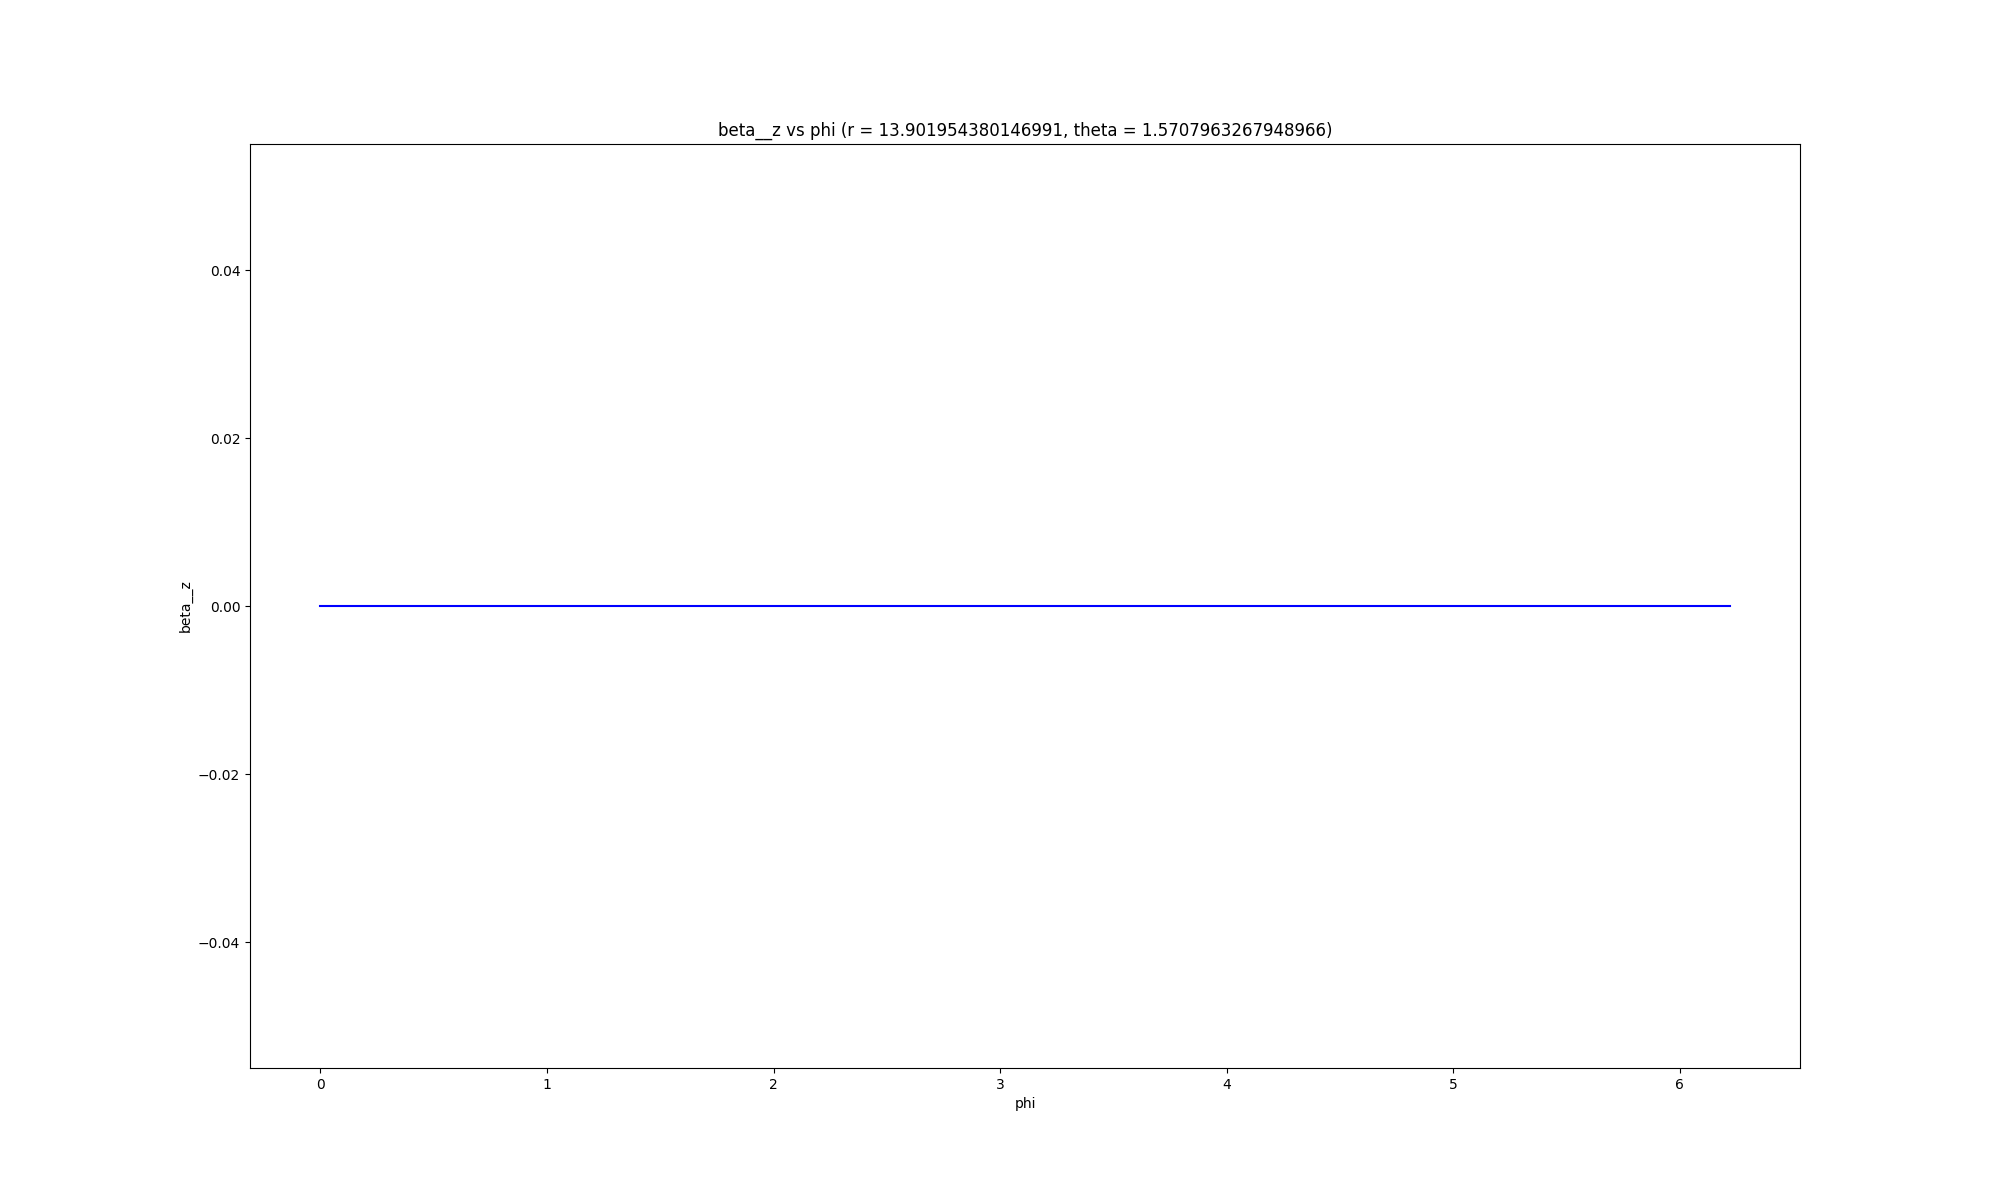 beta__z vs phi (r = 13.901954380146991, theta = 1.5707963267948966)
0.04
0.02
0.00
−0.02
−0.04
beta__z
0 1 2 3 4 5 6
phi